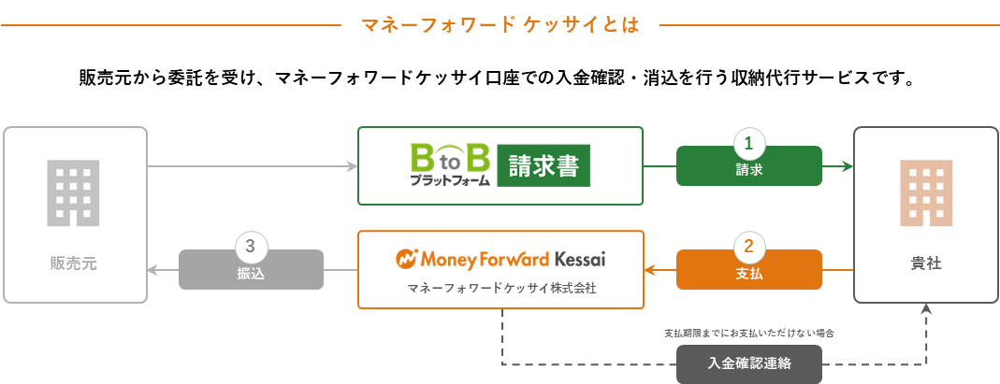 マネーフォワード ケッサイとは
販売元から委託を受け、マネーフォワードケッサイ口座での入金確認・消込を行う収納代行サービスです。
BtoB
プラットフォーム
請求書
1
請求
販売元
3
振込
Money Forward Kessai
マネーフォワードケッサイ株式会社
2
支払
貴社
支払期限までにお支払いただけない場合
入金確認連絡